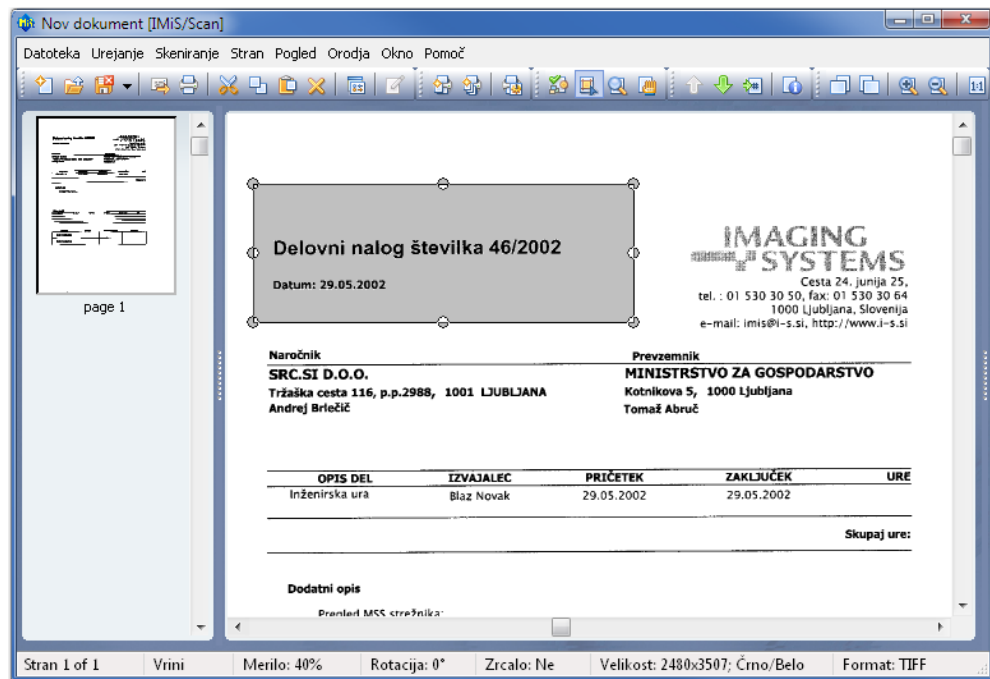 Nov dokument [IMiS/Scan]
Datoteka Urejanje Skeniranje Stran Pogled Orodja Okno Pomoč
1:1
page 1
Delovni nalog številka 46/2002
Datum: 29.05.2002
iMAGING
SYSTEMS
Cesta 24. junija 25,
tel. : 01 530 30 50, fax: 01 530 30 64
1000 Ljubljana, Slovenija
e-mail: imis@i-s.si, http://www.i-s.si
Naročnik
SRC.SI D.O.O.
Tržaška cesta 116, p.p.2988, 1001 LJUBLJANA
Andrej Brlečič
Prevzemnik
MINISTRSTVO ZA GOSPODARSTVO
Kotnikova 5, 1000 Ljubljana
Tomaž Abruč
OPIS DEL IZVAJALEC PRIČETEK ZAKLJUČEK URE
Inženirska ura Blaz Novak 29.05.2002 29.05.2002
Skupaj ure:
Dodatni opis
Pregled MSS strežnika:
Stran 1 of 1 Vrini Merilo: 40% Rotacija: 0° Zrcalo: Ne Velikost: 2480x3507; Črno/Belo Format: TIFF